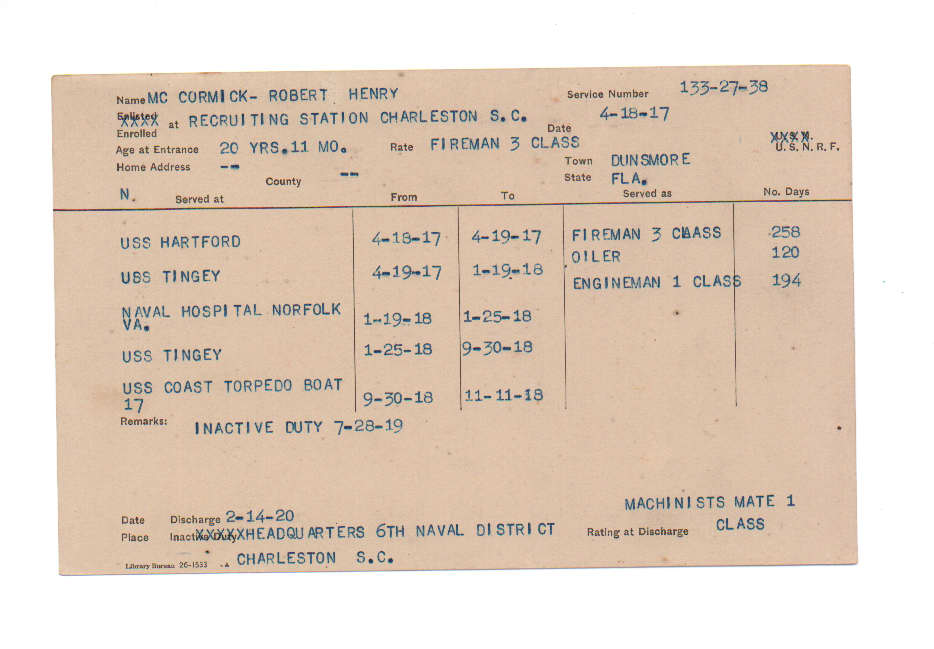 Name MC CORMICK- ROBERT HENRY Service Number 133-27-38
Enlisted
Enrolled at RECRUITING STATION CHARLESTON S.C. Date 4-18-17
Age at Entrance 20 YRS.11 MO. Rate FIREMAN 3 CLASS U.S.N.R.F.
Home Address -- County -- Town DUNSMORE
State FLA.
N. Served at From To Served as No. Days
USS HARTFORD 4-18-17 4-19-17 FIREMAN 3 CLASS 258
OILER 120
USS TINGEY 4-19-17 1-19-18 ENGINEMAN 1 CLASS 194
NAVAL HOSPITAL NORFOLK
VA. 1-19-18 1-25-18
USS TINGEY 1-25-18 9-30-18
USS COAST TORPEDO BOAT
17 9-30-18 11-11-18
Remarks: INACTIVE DUTY 7-28-19
MACHINISTS MATE 1
Date Discharge 2-14-20
Place Inactive Duty XXXXXHEADQUARTERS 6TH NAVAL DISTRICT Rating at Discharge CLASS
CHARLESTON S.C.
Library Bureau 26-1533